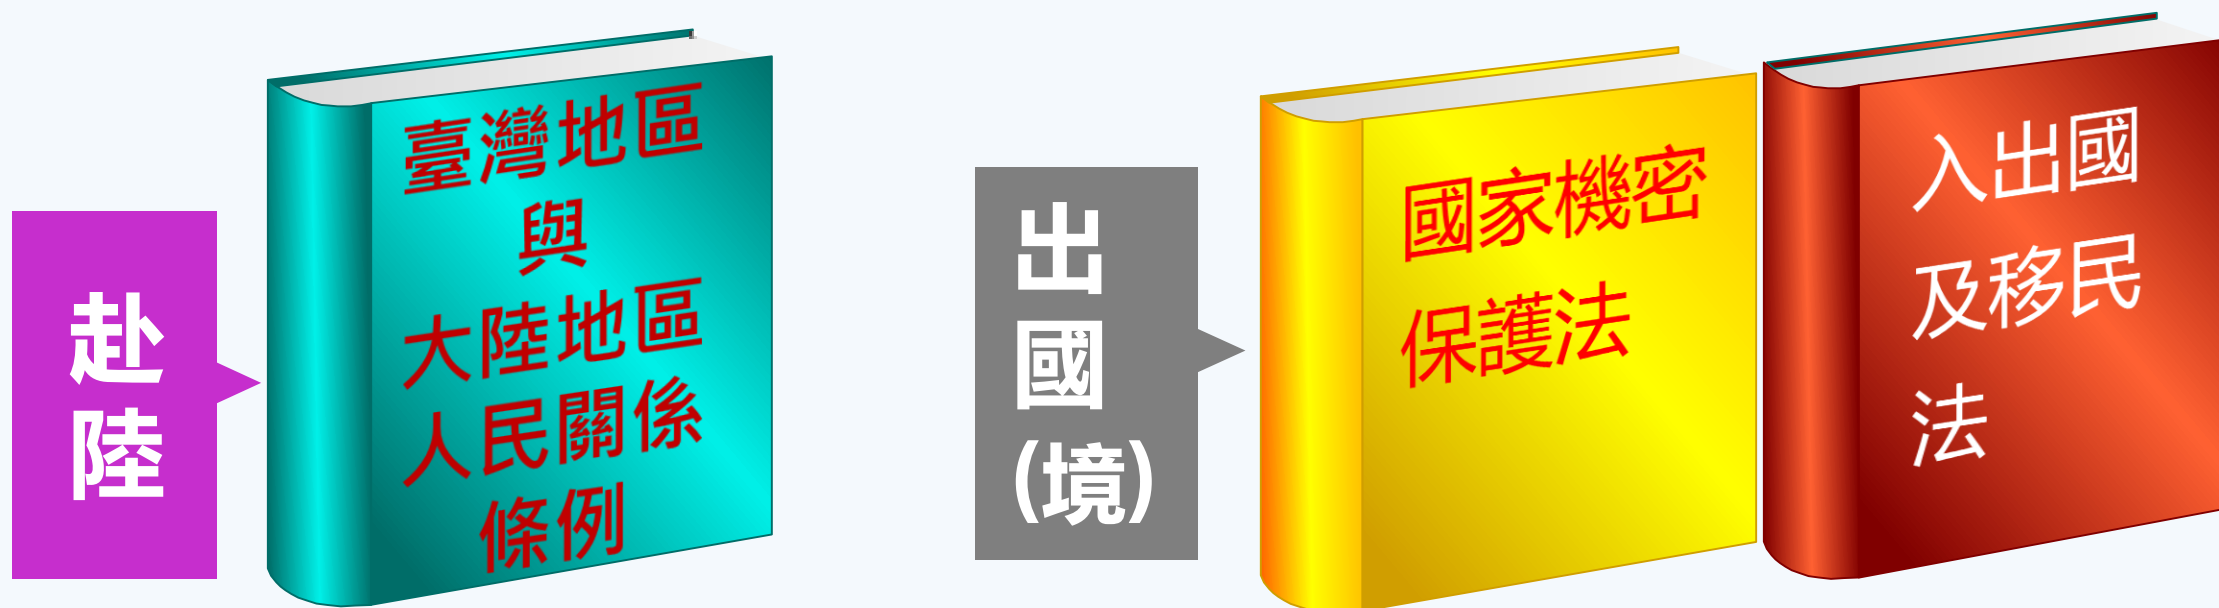 赴
陸
臺灣地區
與
大陸地區
人民關係
條例
出
國
(境)
國家機密
保護法
入出國
及移民
法